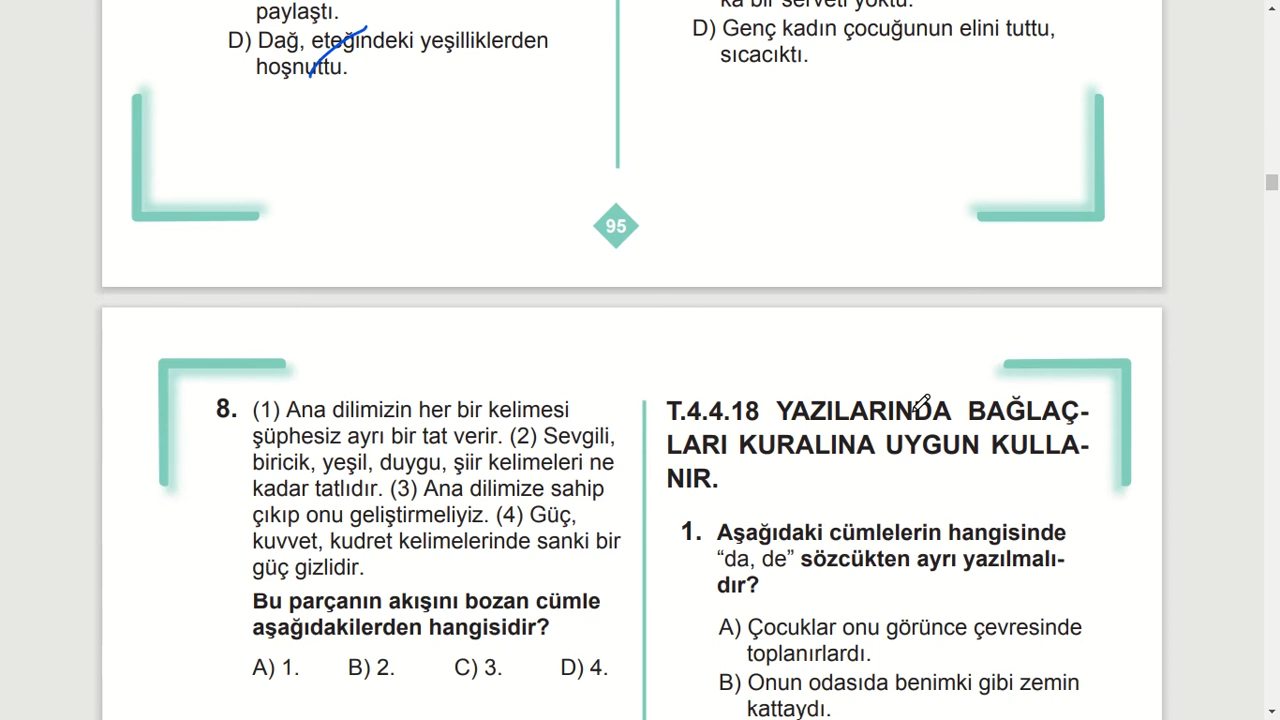 paylaştı.
D) Dağ, eteğindeki yeşilliklerden
hoşnuttu.
ka bir serveti yoktu.
D) Genç kadın çocuğunun elini tuttu,
sıcacıktı.
95
8. (1) Ana dilimizin her bir kelimesi
şüphesiz ayrı bir tat verir. (2) Sevgili,
biricik, yeşil, duygu, şiir kelimeleri ne
kadar tatlıdır. (3) Ana dilimize sahip
çıkıp onu geliştirmeliyiz. (4) Güç,
kuvvet, kudret kelimelerinde sanki bir
güç gizlidir.
Bu parçanın akışını bozan cümle
aşağıdakilerden hangisidir?
A) 1. B) 2. C) 3. D) 4.
T.4.4.18 YAZILARINDA BAĞLAÇ-
LARI KURALINA UYGUN KULLA-
NIR.
1. Aşağıdaki cümlelerin hangisinde
“da, de” sözcükten ayrı yazılmalı-
dır?
A) Çocuklar onu görünce çevresinde
toplanırlardı.
B) Onun odasıda benimki gibi zemin
kattaydı.